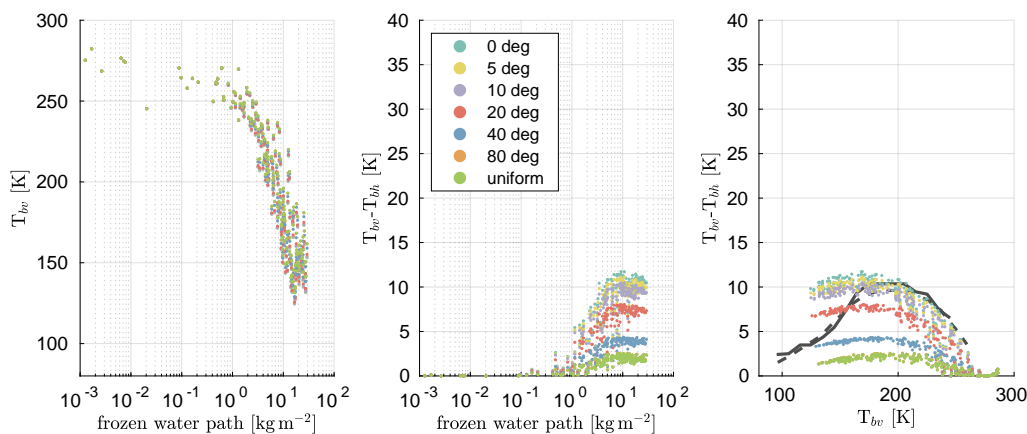 300
250
200
150
100
T_bv [K]
10^-3 10^-2 10^-1 10^0 10^1 10^2
frozen water path [kg m^-2]
40
35
30
25
20
15
10
5
0
T_bv-T_bh [K]
0 deg
5 deg
10 deg
20 deg
40 deg
80 deg
uniform
10^-3 10^-2 10^-1 10^0 10^1 10^2
frozen water path [kg m^-2]
40
35
30
25
20
15
10
5
0
T_bv-T_bh [K]
100 200 300
T_bv [K]